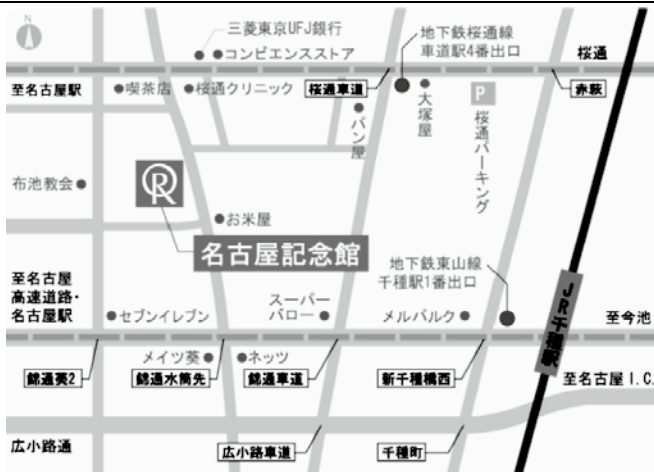 N
三菱東京UFJ銀行
コンビエンスストア
地下鉄桜通線
車道駅4番出口
桜通
至名古屋駅
喫茶店
桜通クリニック
桜通車道
大塚屋
P
桜通パーキング
赤萩
パン屋
布池教会
R
お米屋
名古屋記念館
地下鉄東山線
千種駅1番出口
至名古屋
高速道路・
名古屋駅
セブンイレブン
スーパー
バロー
メルパルク
JR千種駅
至今池
メイツ葵
ネッツ
錦通葵2
錦通水筒先
錦通車道
新千種橋西
至名古屋 I.C.
広小路通
広小路車道
千種町